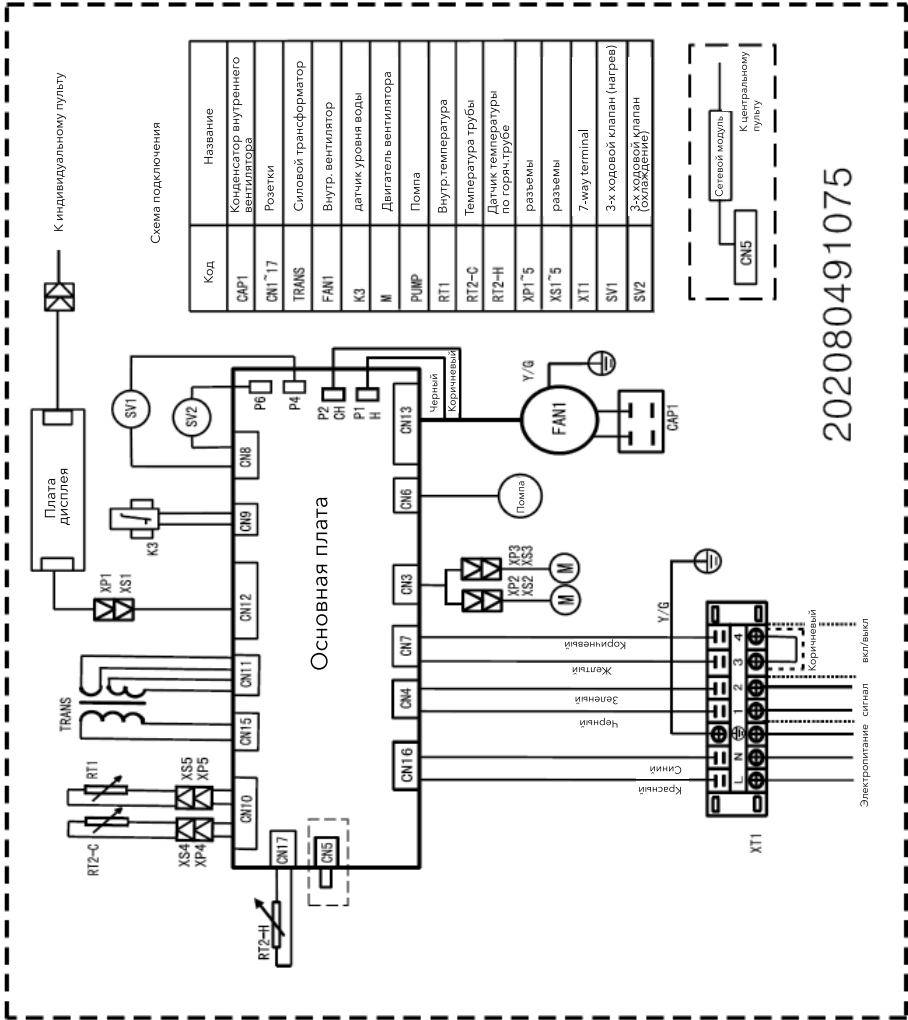 К индивидуальному пульту
Схема подключения
Код Название
CAP1 Конденсатор внутреннего
вентилятора
CN1~17 Розетки
TRANS Силовой трансформатор
FAN1 Внутр. вентилятор
K3 датчик уровня воды
M Двигатель вентилятора
PUMP Помпа
RT1 Внутр.температура
RT2-C Температура трубы
RT2-H Датчик температуры
по горяч.трубе
XP1~5 разъемы
XS1~5 разъемы
XT1 7-way terminal
SV1 3-х ходовой клапан (нагрев)
SV2 3-х ходовой клапан
(охлаждение)
К центральному
пульту
Сетевой модуль
CN5
202080491075
Плата
дисплея
XP1
XS1
K3
SV1
SV2
TRANS
RT1
RT2-C
XS5
XP5
XS4
XP4
RT2-H
CN17
CN5
CN10
CN15
CN11
CN12
CN9
CN8
P6
P4
P2
CH
P1
H
Основная плата
CN16
CN4
CN7
CN3
CN6
CN13
Черный
Коричневый
Y/G
FAN1
CAP1
Помпа
XP3
XS3
XP2
XS2
M
M
Y/G
Коричневый
Желтый
Зеленый
Черный
Синий
Красный
L N 1 2 3 4
XT1
Коричневый
Электропитание
сигнал
вкл/выкл